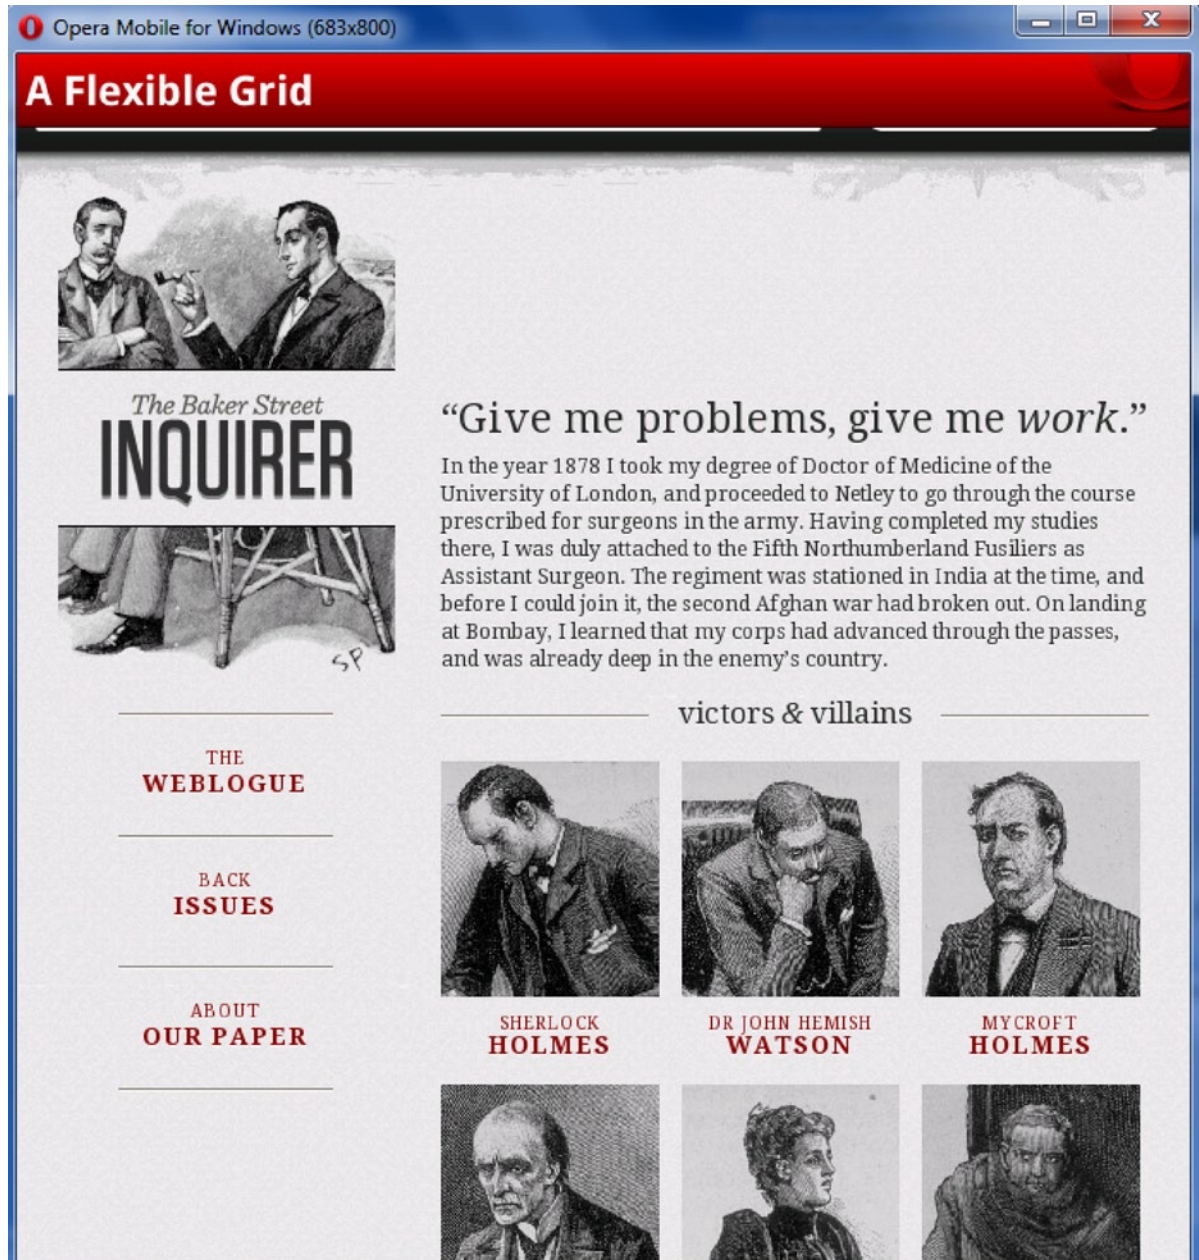 Opera Mobile for Windows (683x800)
A Flexible Grid
The Baker Street
INQUIRER
SP
THE
WEBLOGUE
BACK
ISSUES
ABOUT
OUR PAPER
“Give me problems, give me work.”
In the year 1878 I took my degree of Doctor of Medicine of the
University of London, and proceeded to Netley to go through the course
prescribed for surgeons in the army. Having completed my studies
there, I was duly attached to the Fifth Northumberland Fusiliers as
Assistant Surgeon. The regiment was stationed in India at the time, and
before I could join it, the second Afghan war had broken out. On landing
at Bombay, I learned that my corps had advanced through the passes,
and was already deep in the enemy’s country.
victors & villains
SHERLOCK
HOLMES
DR JOHN HEMISH
WATSON
MYCROFT
HOLMES